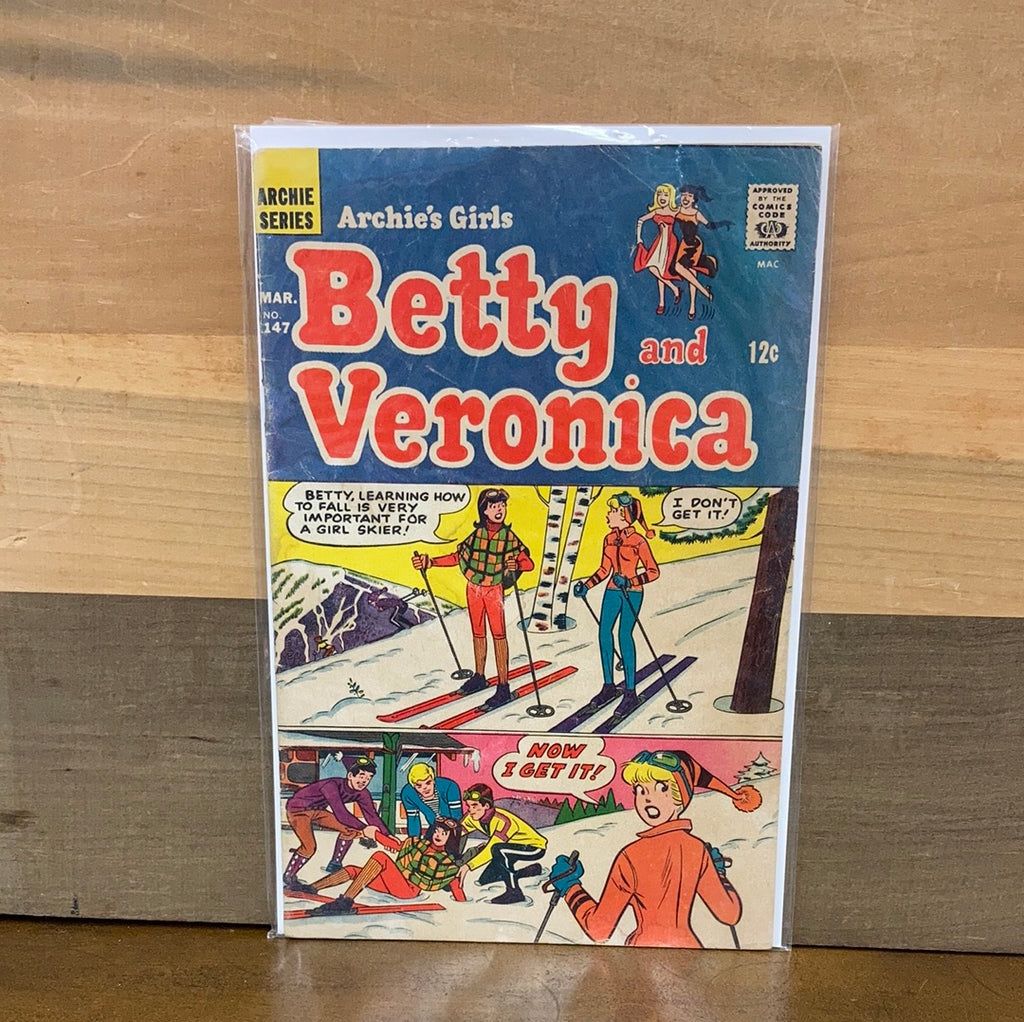 ARCHIE
SERIES
Archie's Girls
APPROVED
BY THE
COMICS
CODE
CA
AUTHORITY
MAC
MAR.
NO.
147
Betty
and
12¢
Veronica
BETTY, LEARNING HOW
TO FALL IS VERY
IMPORTANT FOR
A GIRL SKIER!
I DON'T
GET IT!
NOW
I GET IT!